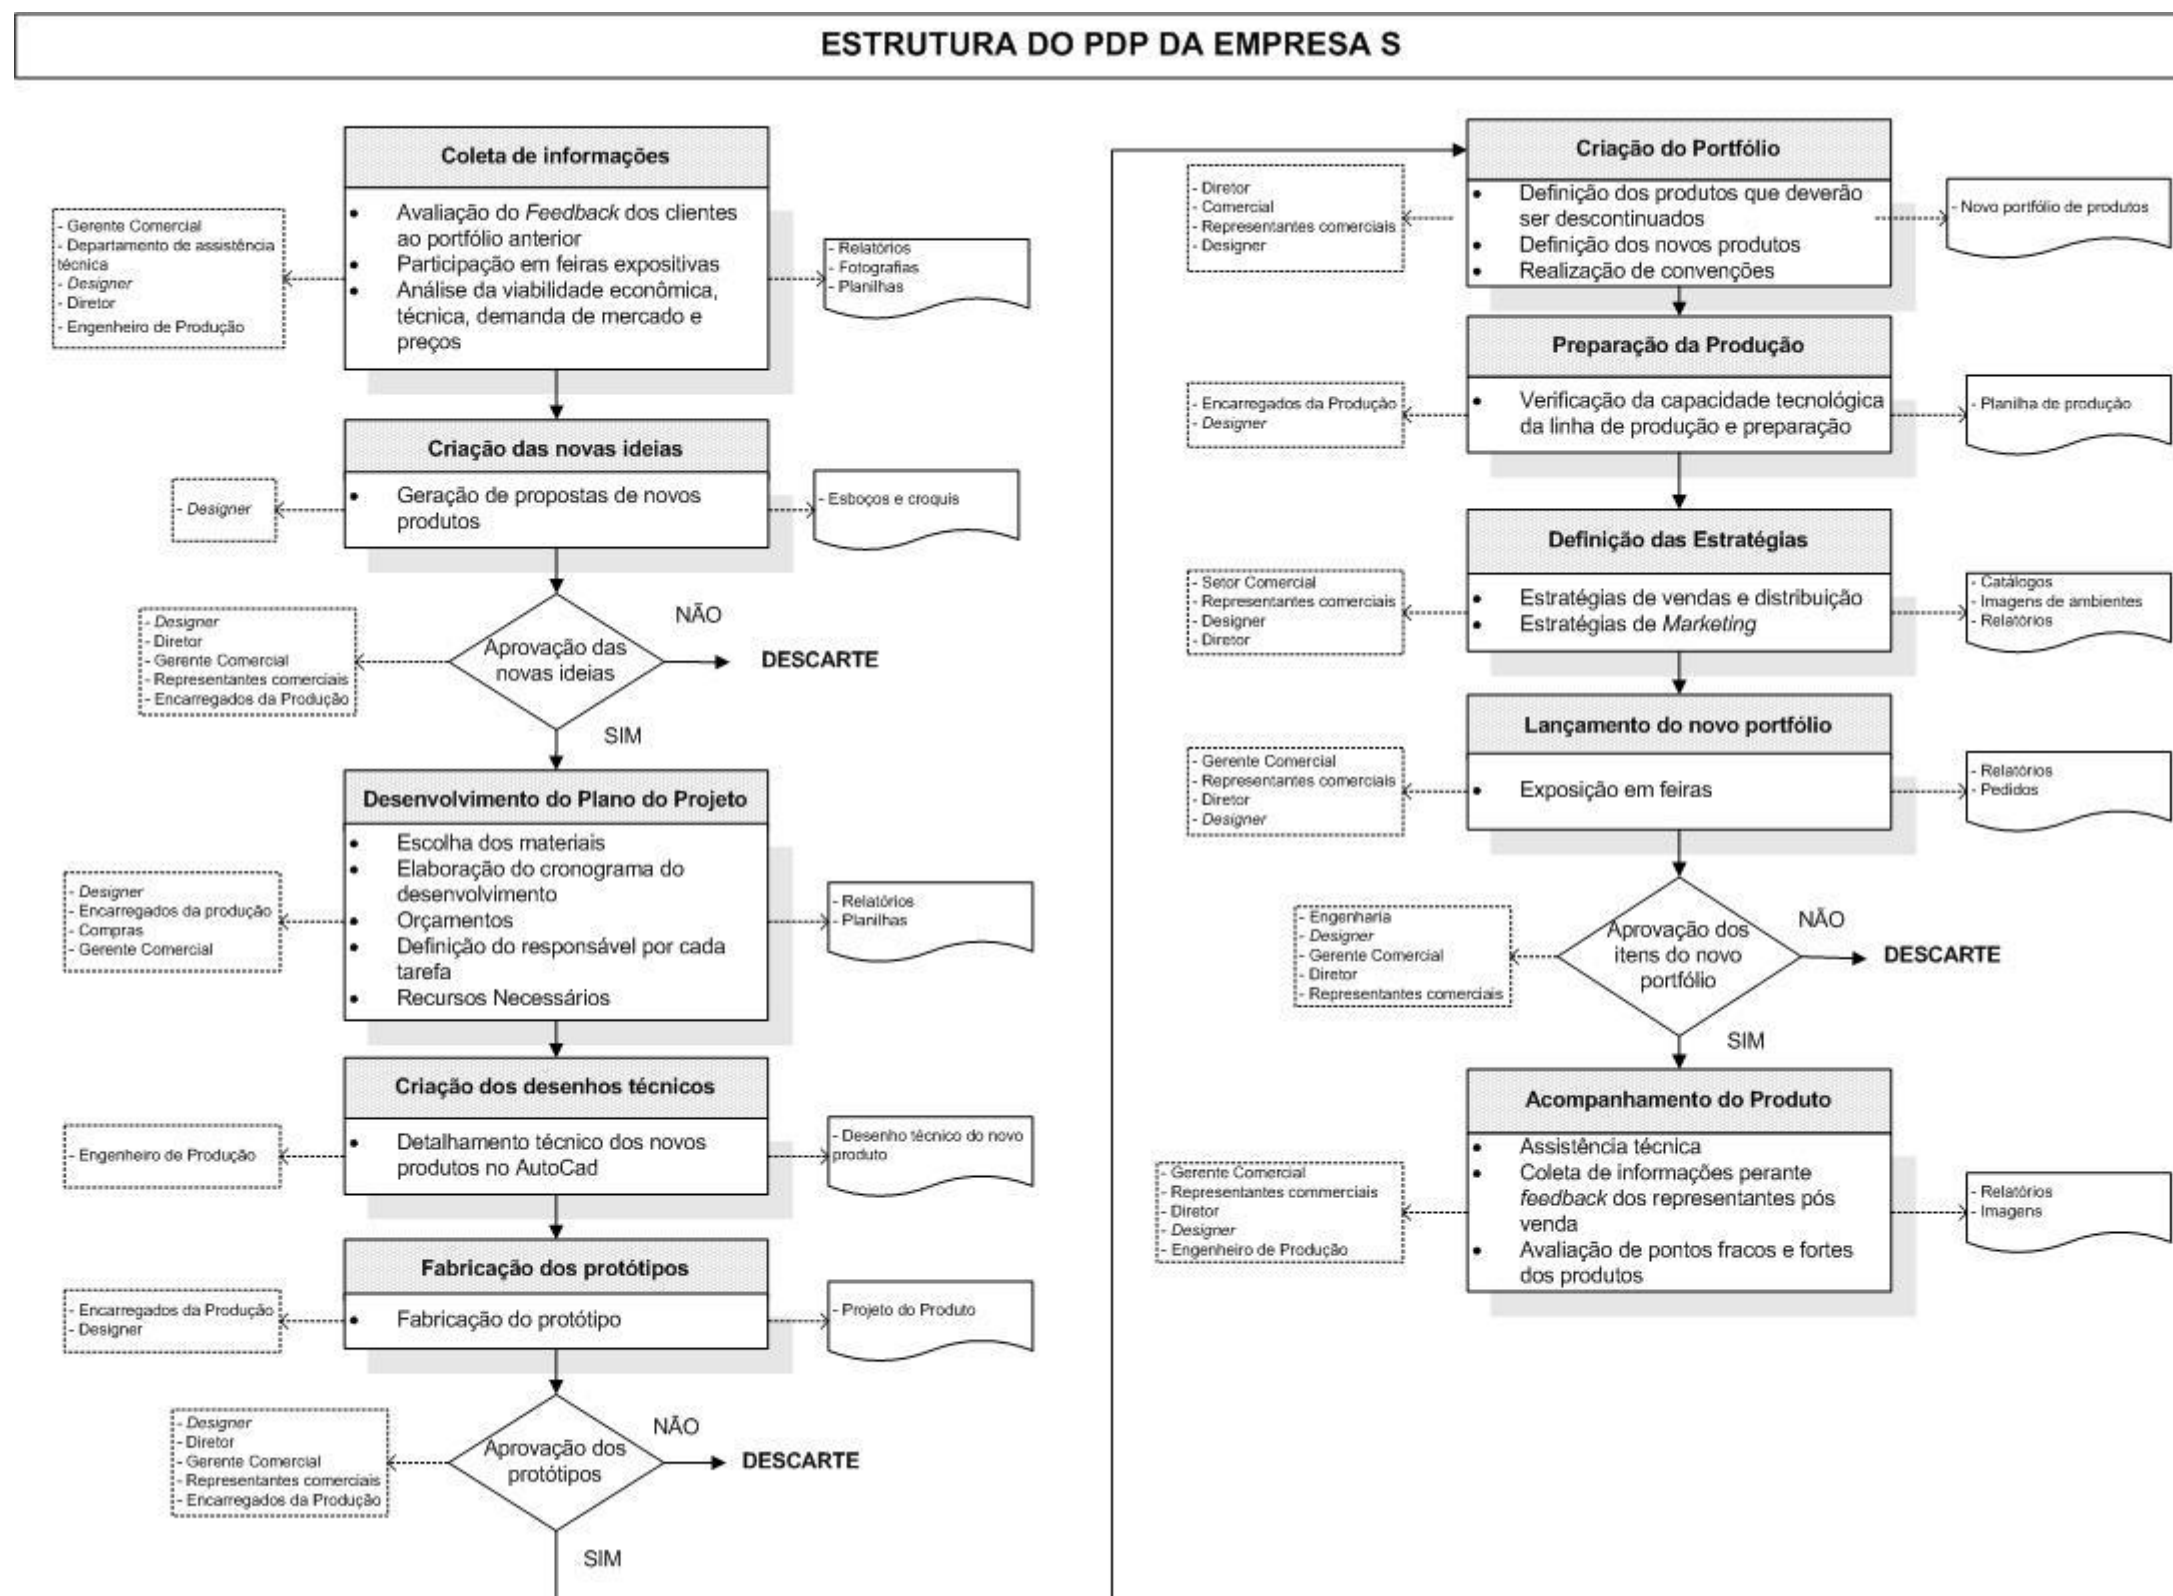 ESTRUTURA DO PDP DA EMPRESA S
Coleta de informações
- Gerente Comercial
- Departamento de assistência
técnica
- Designer
- Diretor
- Engenheiro de Produção
• Avaliação do Feedback dos clientes
ao portfólio anterior
• Participação em feiras expositivas
• Análise da viabilidade econômica,
técnica, demanda de mercado e
preços
- Relatórios
- Fotografias
- Planilhas
Criação das novas ideias
- Designer
• Geração de propostas de novos
produtos
- Esboços e croquis
- Designer
- Diretor
- Gerente Comercial
- Representantes comerciais
- Encarregados da Produção
Aprovação das
novas ideias
NÃO
DESCARTE
SIM
Desenvolvimento do Plano do Projeto
- Designer
- Encarregados da produção
- Compras
- Gerente Comercial
• Escolha dos materiais
• Elaboração do cronograma do
desenvolvimento
• Orçamentos
• Definição do responsável por cada
tarefa
• Recursos Necessários
- Relatórios
- Planilhas
Criação dos desenhos técnicos
- Engenheiro de Produção
• Detalhamento técnico dos novos
produtos no AutoCad
- Desenho técnico do novo
produto
Fabricação dos protótipos
- Encarregados da Produção
- Designer
• Fabricação do protótipo
- Projeto do Produto
- Designer
- Diretor
- Gerente Comercial
- Representantes comerciais
- Encarregados da Produção
Aprovação dos
protótipos
NÃO
DESCARTE
SIM
Criação do Portfólio
- Diretor
- Comercial
- Representantes comerciais
- Designer
• Definição dos produtos que deverão
ser descontinuados
• Definição dos novos produtos
• Realização de convenções
- Novo portfólio de produtos
Preparação da Produção
- Encarregados da Produção
- Designer
• Verificação da capacidade tecnológica
da linha de produção e preparação
- Planilha de produção
Definição das Estratégias
- Setor Comercial
- Representantes comerciais
- Designer
- Diretor
• Estratégias de vendas e distribuição
• Estratégias de Marketing
- Catálogos
- Imagens de ambientes
- Relatórios
Lançamento do novo portfólio
- Gerente Comercial
- Representantes comerciais
- Diretor
- Designer
• Exposição em feiras
- Relatórios
- Pedidos
- Engenharia
- Designer
- Gerente Comercial
- Diretor
- Representantes comerciais
Aprovação dos
itens do novo
portfólio
NÃO
DESCARTE
SIM
Acompanhamento do Produto
- Gerente Comercial
- Representantes commerciais
- Diretor
- Designer
- Engenheiro de Produção
• Assistência técnica
• Coleta de informações perante
feedback dos representantes pós
venda
• Avaliação de pontos fracos e fortes
dos produtos
- Relatórios
- Imagens